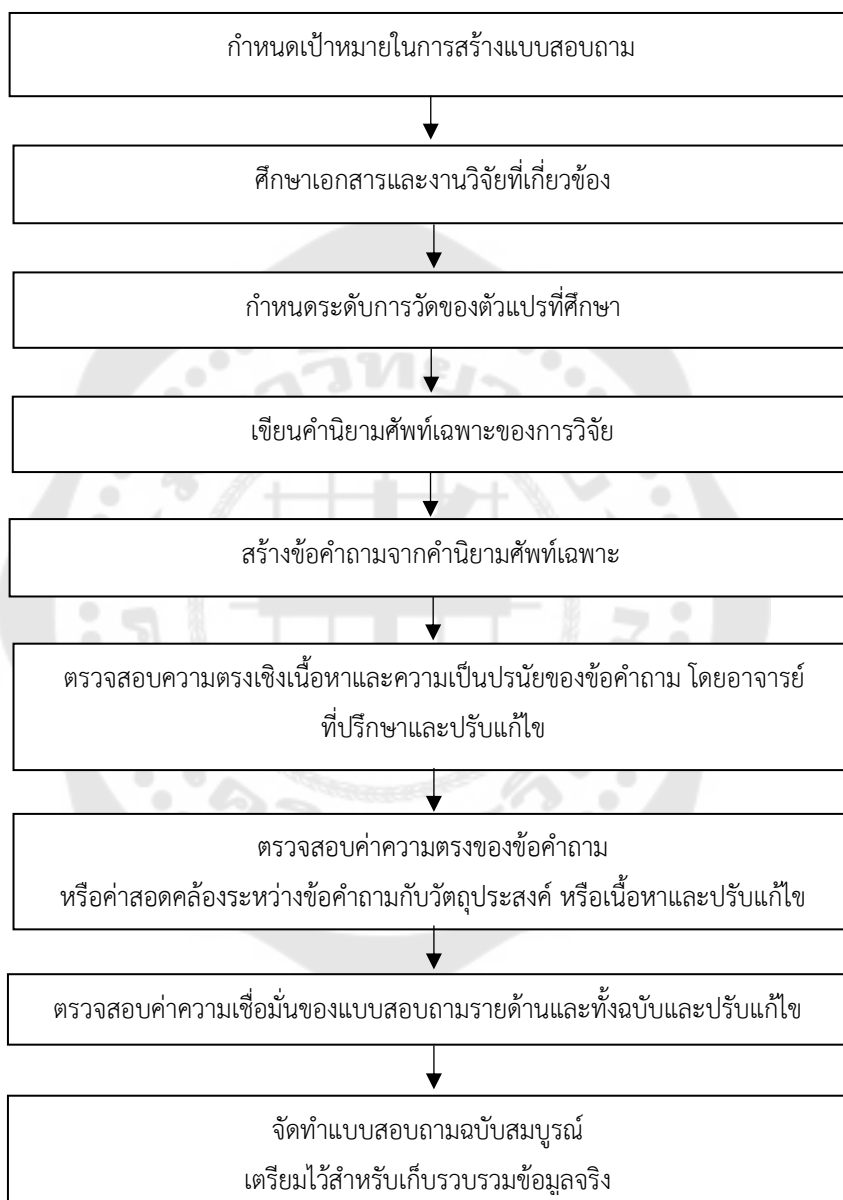 กำหนดเป้าหมายในการสร้างแบบสอบถาม
ศึกษาเอกสารและงานวิจัยที่เกี่ยวข้อง
กำหนดระดับการวัดของตัวแปรที่ศึกษา
เขียนคำนิยามศัพท์เฉพาะของการวิจัย
สร้างข้อคำถามจากคำนิยามศัพท์เฉพาะ
ตรวจสอบความตรงเชิงเนื้อหาและความเป็นปรนัยของข้อคำถาม โดยอาจารย์
ที่ปรึกษาและปรับแก้ไข
ตรวจสอบค่าความตรงของข้อคำถาม
หรือค่าสอดคล้องระหว่างข้อคำถามกับวัตถุประสงค์ หรือเนื้อหาและปรับแก้ไข
ตรวจสอบค่าความเชื่อมั่นของแบบสอบถามรายด้านและทั้งฉบับและปรับแก้ไข
จัดทำแบบสอบถามฉบับสมบูรณ์
เตรียมไว้สำหรับเก็บรวบรวมข้อมูลจริง